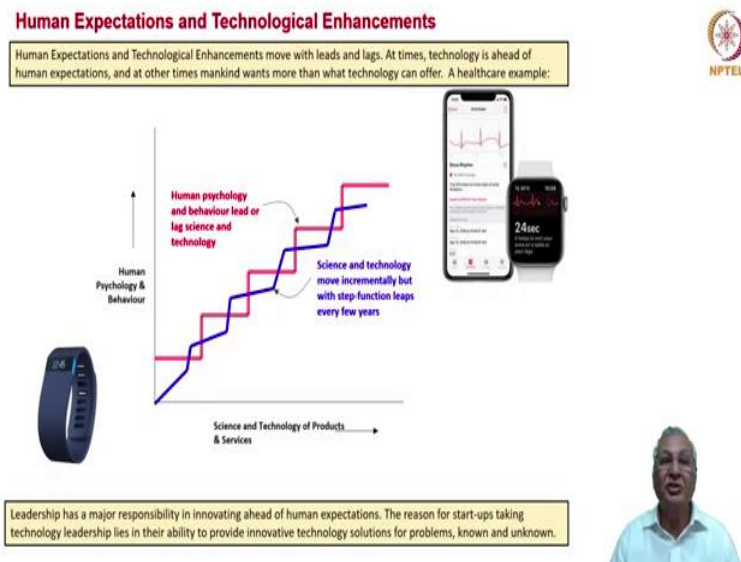 Human Expectations and Technological Enhancements
Human Expectations and Technological Enhancements move with leads and lags. At times, technology is ahead of
human expectations, and at other times mankind wants more than what technology can offer. A healthcare example:
NPTEL
Human psychology
and behaviour lead or
lag science and
technology
Science and technology
move incrementally but
with step-function leaps
every few years
Human
Psychology &
Behaviour
Science and Technology of Products
& Services
24sec
Leadership has a major responsibility in innovating ahead of human expectations. The reason for start-ups taking
technology leadership lies in their ability to provide innovative technology solutions for problems, known and unknown.